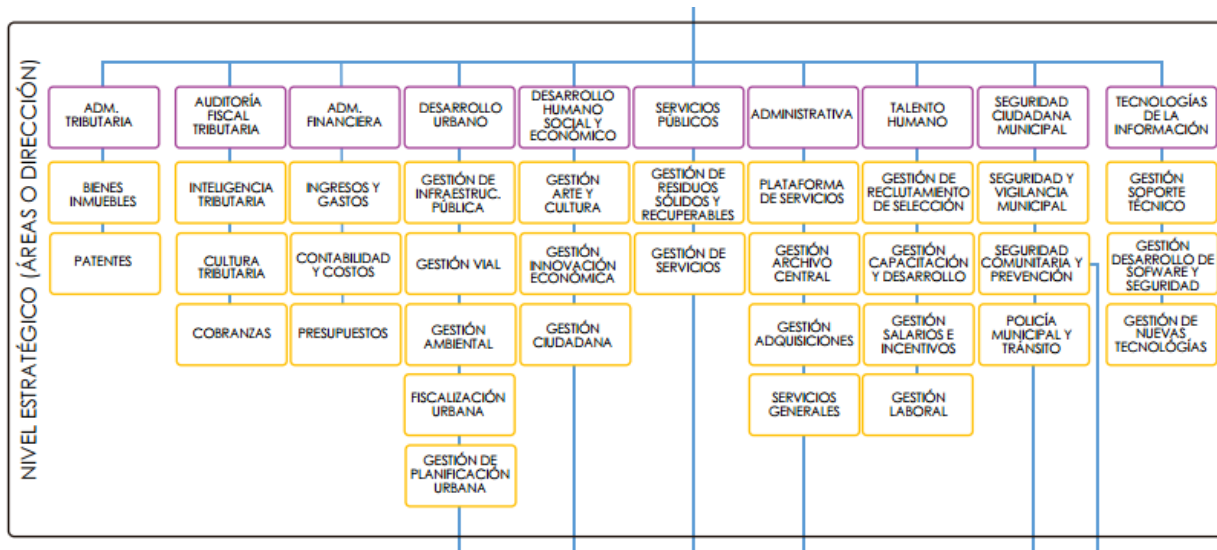 NIVEL ESTRATÉGICO (ÁREAS O DIRECCIÓN)
ADM.
TRIBUTARIA
BIENES
INMUEBLES
PATENTES
AUDITORÍA
FISCAL
TRIBUTARIA
INTELIGENCIA
TRIBUTARIA
CULTURA
TRIBUTARIA
COBRANZAS
ADM.
FINANCIERA
INGRESOS Y
GASTOS
CONTABILIDAD
Y COSTOS
PRESUPUESTOS
DESARROLLO
URBANO
GESTIÓN DE
INFRAESTRUC.
PÚBLICA
GESTIÓN VIAL
GESTIÓN
AMBIENTAL
FISCALIZACIÓN
URBANA
GESTIÓN DE
PLANIFICACIÓN
URBANA
DESARROLLO
HUMANO
SOCIAL Y
ECONÓMICO
GESTIÓN
ARTE Y
CULTURA
GESTIÓN
INNOVACIÓN
ECONÓMICA
GESTIÓN
CIUDADANA
SERVICIOS
PÚBLICOS
GESTIÓN DE
RESIDUOS
SÓLIDOS Y
RECUPERABLES
GESTIÓN DE
SERVICIOS
ADMINISTRATIVA
PLATAFORMA
DE SERVICIOS
GESTIÓN
ARCHIVO
CENTRAL
GESTIÓN
ADQUISICIONES
SERVICIOS
GENERALES
TALENTO
HUMANO
GESTIÓN DE
RECLUTAMIENTO
DE SELECCIÓN
GESTIÓN
CAPACITACIÓN
Y DESARROLLO
GESTIÓN
SALARIOS E
INCENTIVOS
GESTIÓN
LABORAL
SEGURIDAD
CIUDADANA
MUNICIPAL
SEGURIDAD Y
VIGILANCIA
MUNICIPAL
SEGURIDAD
COMUNITARIA Y
PREVENCIÓN
POLICÍA
MUNICIPAL Y
TRÁNSITO
TECNOLOGÍAS
DE LA
INFORMACIÓN
GESTIÓN
SOPORTE
TÉCNICO
GESTIÓN
DESARROLLO DE
SOFWARE Y
SEGURIDAD
GESTIÓN DE
NUEVAS
TECNOLÓGÍAS